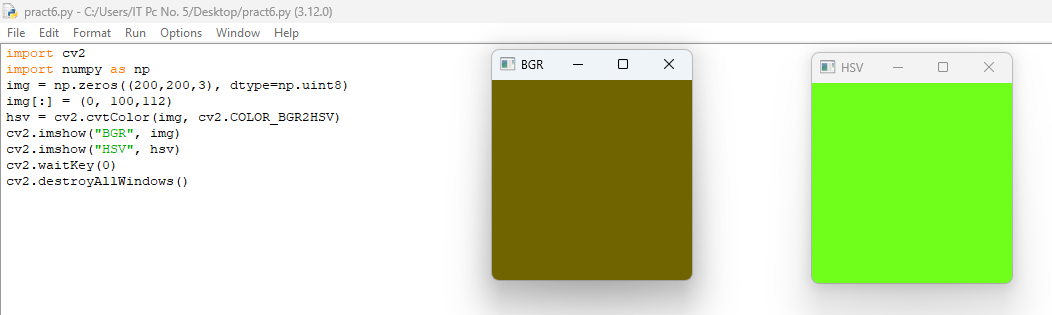 pract6.py - C:/Users/IT Pc No. 5/Desktop/pract6.py (3.12.0)
File Edit Format Run Options Window Help
import cv2
import numpy as np
img = np.zeros((200,200,3), dtype=np.uint8)
img[:] = (0, 100,112)
hsv = cv2.cvtColor(img, cv2.COLOR_BGR2HSV)
cv2.imshow("BGR", img)
cv2.imshow("HSV", hsv)
cv2.waitKey(0)
cv2.destroyAllWindows()
BGR
HSV